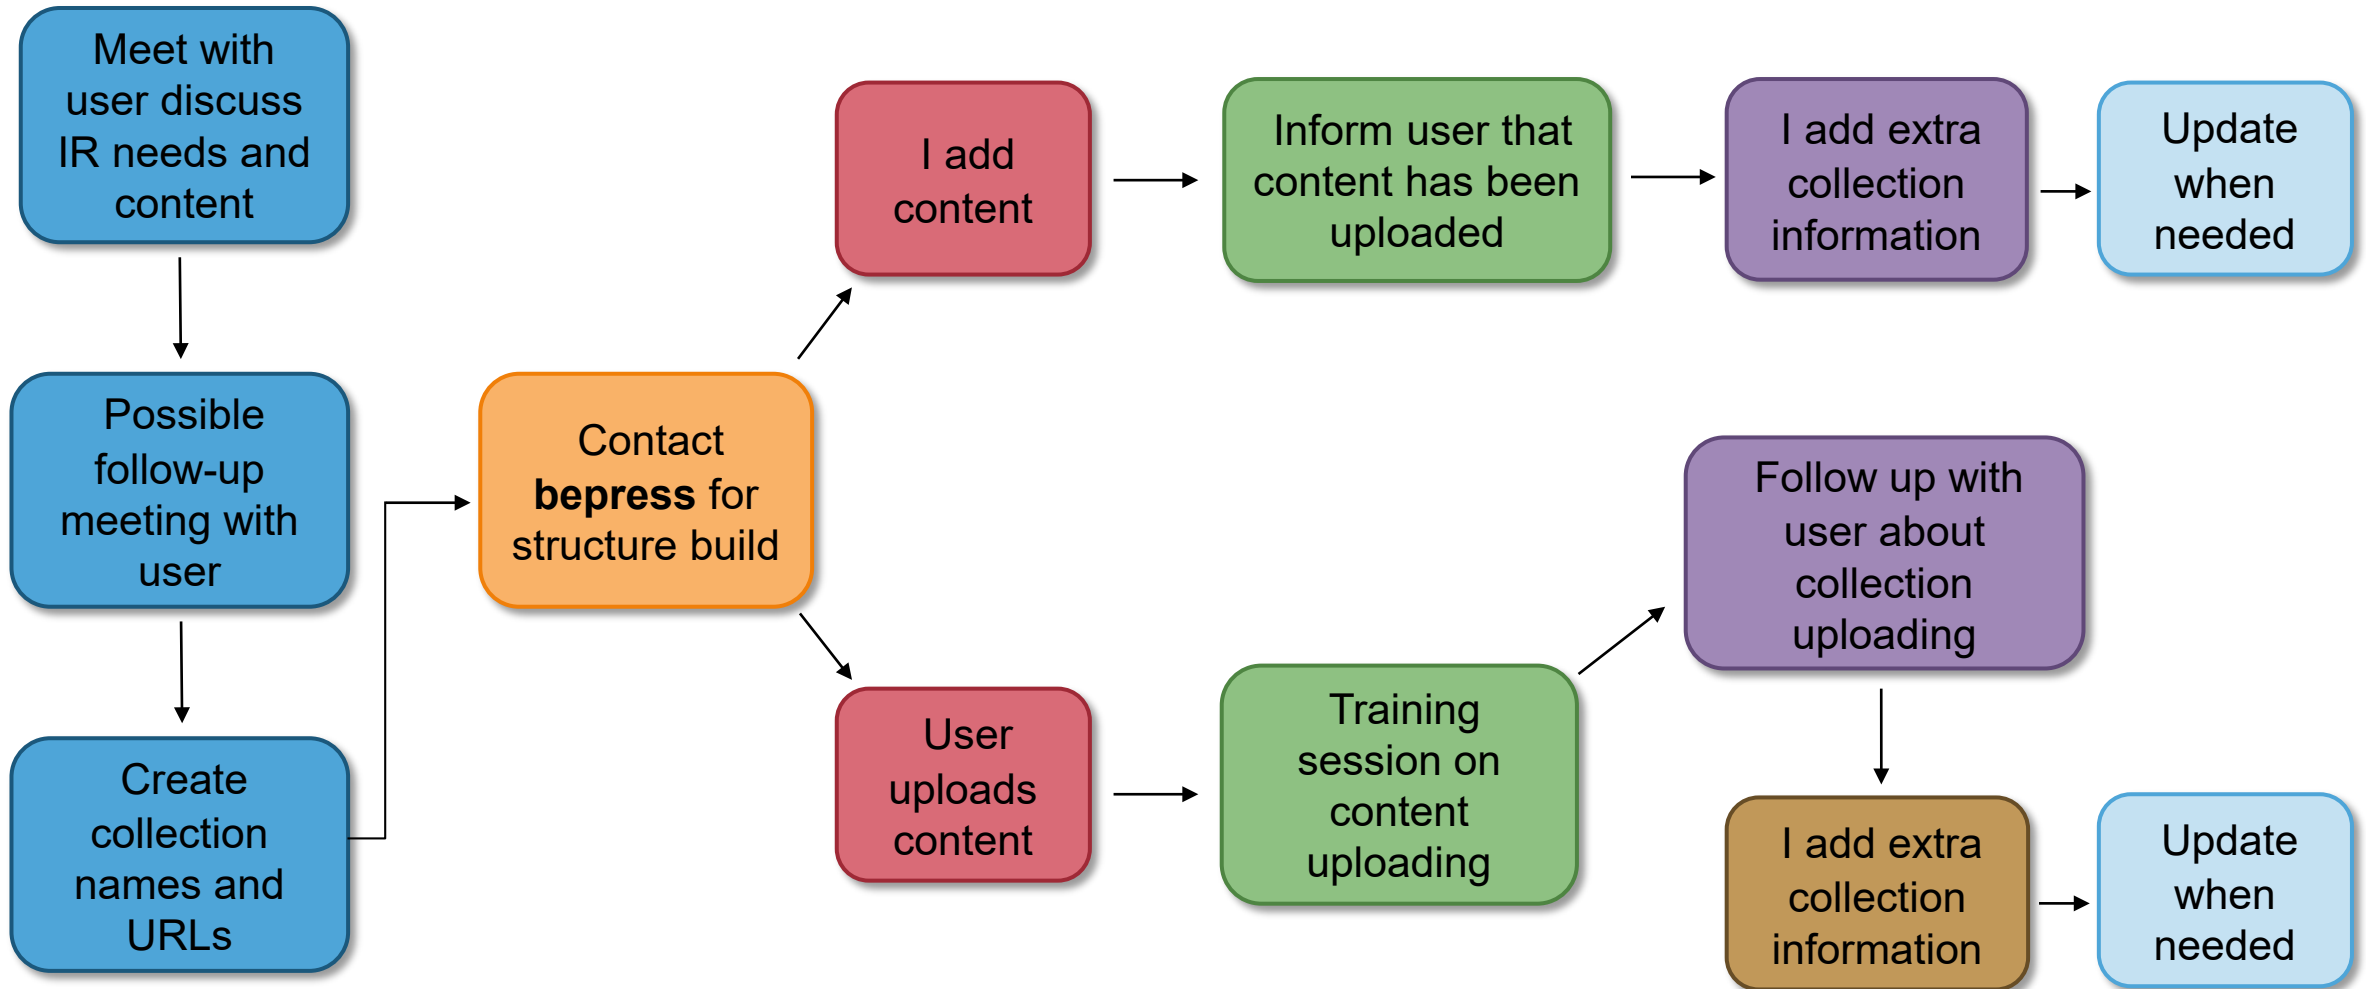 Meet with
user discuss
IR needs and
content
Possible
follow-up
meeting with
user
Create
collection
names and
URLs
Contact
bepress for
structure build
I add
content
Inform user that
content has been
uploaded
I add extra
collection
information
Update
when
needed
User
uploads
content
Training
session on
content
uploading
Follow up with
user about
collection
uploading
I add extra
collection
information
Update
when
needed